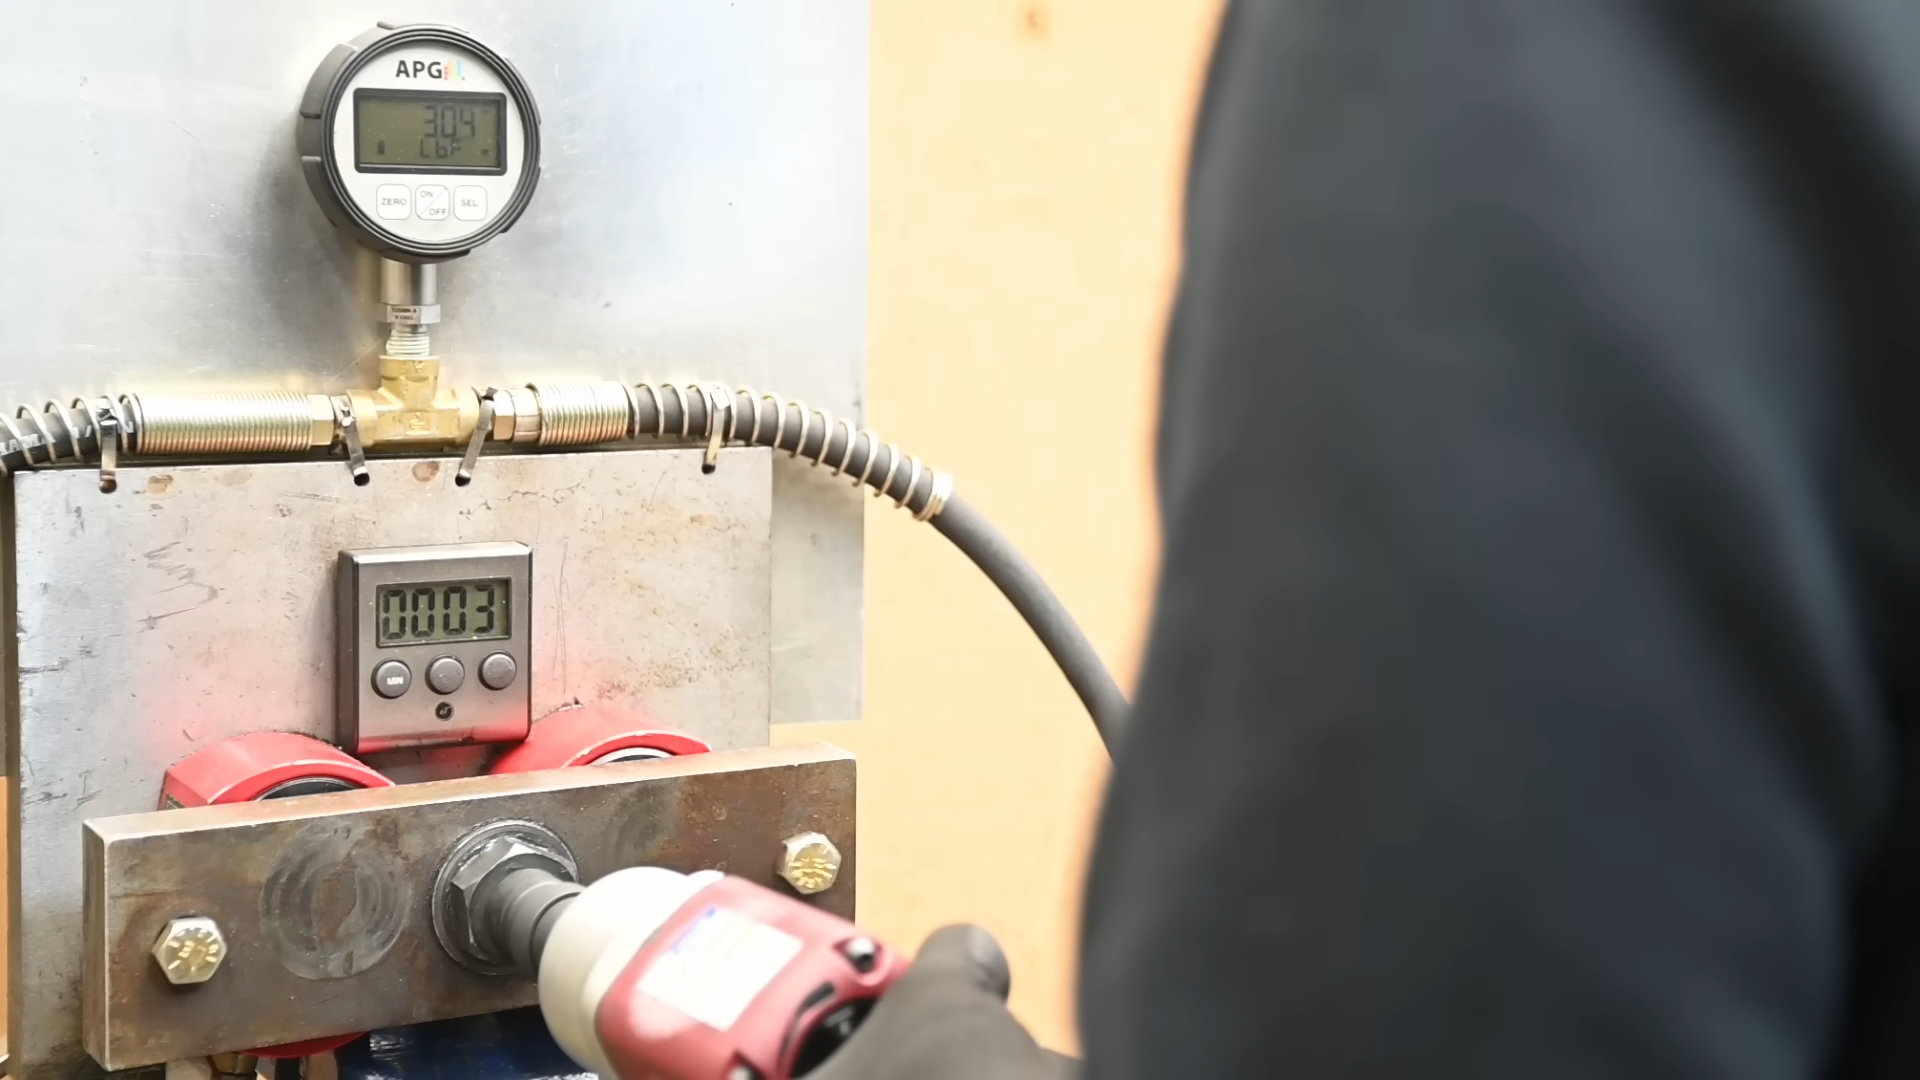 APG
304
LbF
ZERO
ON
OFF
SEL
0003
MIN